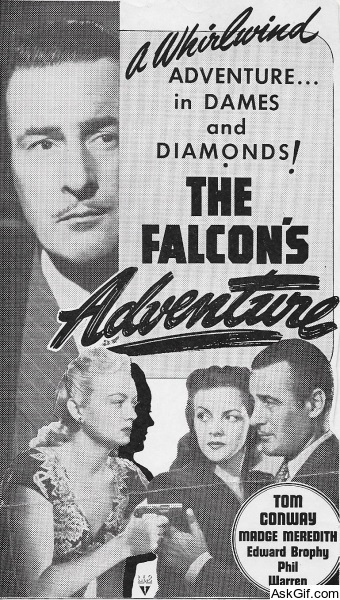 A Whirlwind
ADVENTURE...
in DAMES
and
DIAMONDS!
THE
FALCON'S
Adventure
TOM
CONWAY
MADGE MEREDITH
Edward Brophy
Phil
Warren
AskGif.com